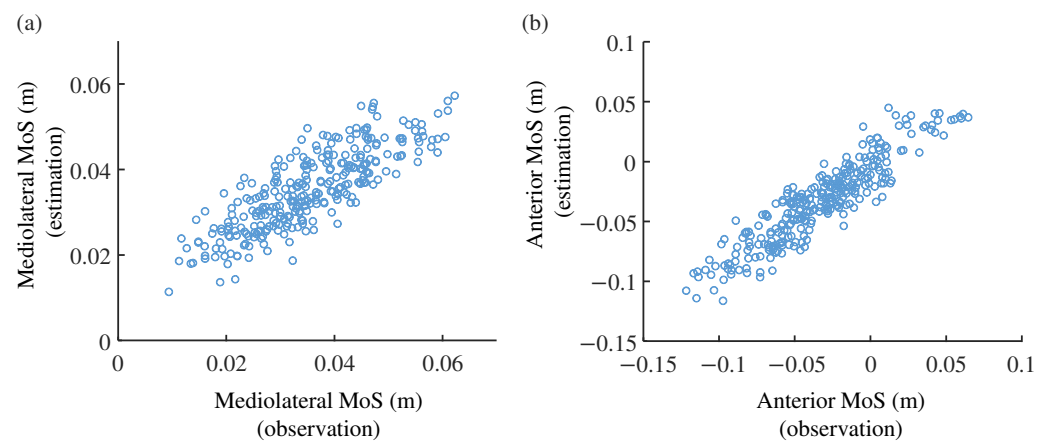 (a)
Mediolateral MoS (m)
(estimation)
0.06
0.04
0.02
0
0
0.02
0.04
0.06
Mediolateral MoS (m)
(observation)
(b)
Anterior MoS (m)
(estimation)
0.1
0.05
0
−0.05
−0.1
−0.15
−0.15
−0.1
−0.05
0
0.05
0.1
Anterior MoS (m)
(observation)